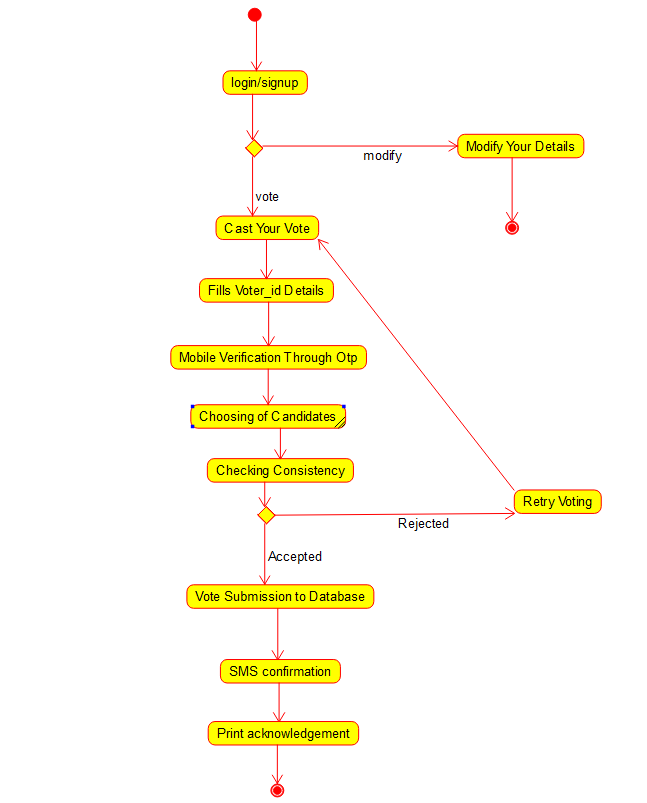 login/signup
modify
Modify Your Details
vote
Cast Your Vote
Fills Voter_id Details
Mobile Verification Through Otp
Choosing of Candidates
Checking Consistency
Retry Voting
Rejected
Accepted
Vote Submission to Database
SMS confirmation
Print acknowledgement